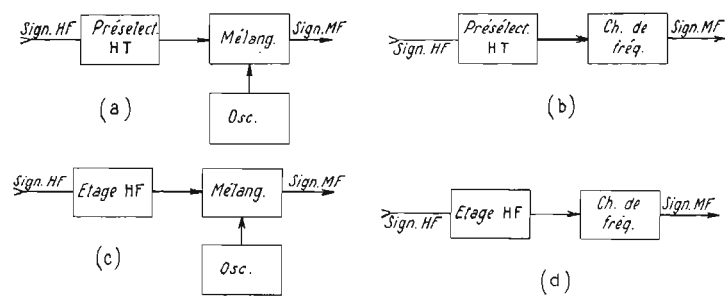 Sign. HF
Présélect.
HT
Mélang.
Sign. MF
Osc.
(a)
Sign. HF
Présélect.
HT
Ch. de
fréq.
Sign. MF
(b)
Sign. HF
Etage HF
Mélang.
Sign. MF
Osc.
(c)
Sign. HF
Etage HF
Ch. de
fréq.
Sign. MF
(d)